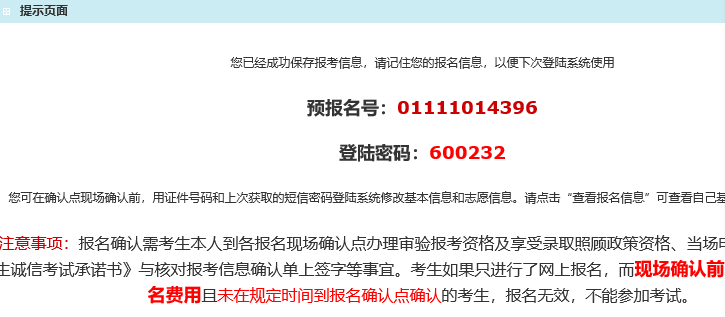 提示页面
您已经成功保存报考信息，请记住您的报名信息，以便下次登陆系统使用
预报名号：01111014396
登陆密码：600232
您可在确认点现场确认前，用证件号码和上次获取的短信密码登陆系统修改基本信息和志愿信息。请点击“查看报名信息”可查看自己基
注意事项：报名确认需考生本人到各报名现场确认点办理审验报考资格及享受录取照顾政策资格、当场申
生诚信考试承诺书》与核对报考信息确认单上签字等事宜。考生如果只进行了网上报名，而现场确认前
名费用且未在规定时间到报名确认点确认的考生，报名无效，不能参加考试。